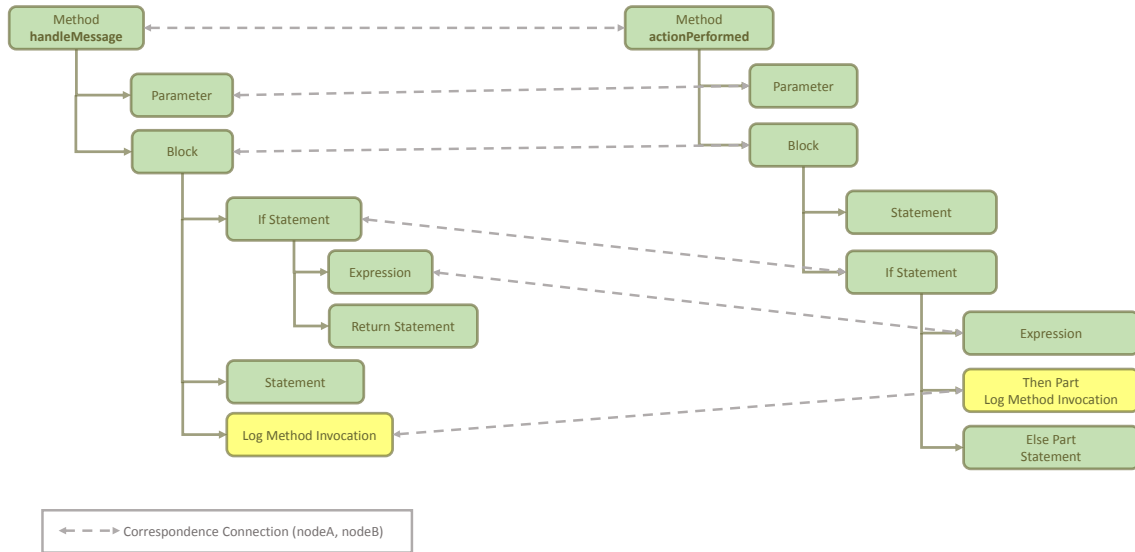 Method
handleMessage
Parameter
Block
If Statement
Expression
Return Statement
Statement
Log Method Invocation
Method
actionPerformed
Parameter
Block
Statement
If Statement
Expression
Then Part
Log Method Invocation
Else Part
Statement
Correspondence Connection (nodeA, nodeB)